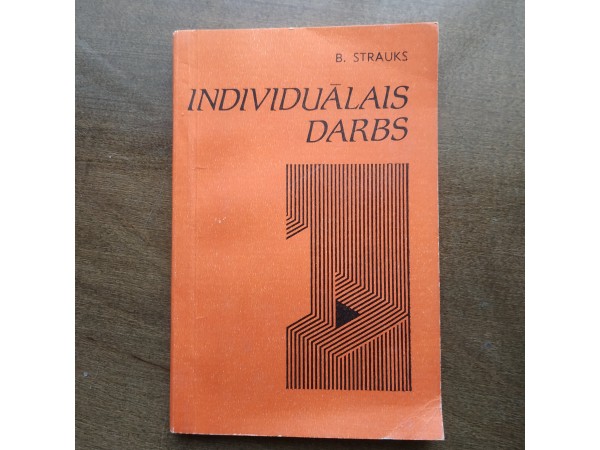 B. STRAUKS
INDIVIDUĀLAIS
DARBS